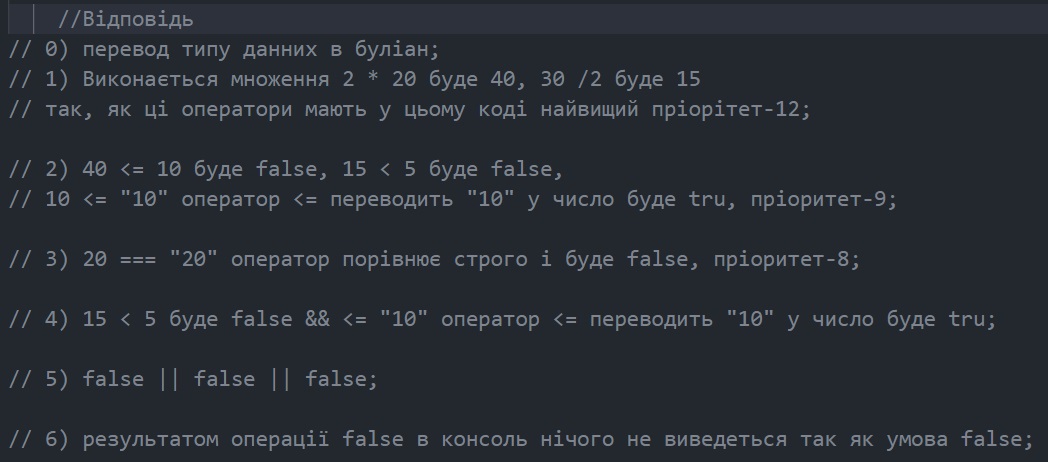 //Відповідь
// 0) перевод типу данних в буліан;
// 1) Виконається множення 2 * 20 буде 40, 30 /2 буде 15
// так, як ці оператори мають у цьому коді найвищий пріорітет-12;
// 2) 40 <= 10 буде false, 15 < 5 буде false,
// 10 <= "10" оператор <= переводить "10" у число буде tru, пріоритет-9;
// 3) 20 === "20" оператор порівнює строго і буде false, пріоритет-8;
// 4) 15 < 5 буде false && <= "10" оператор <= переводить "10" у число буде tru;
// 5) false || false || false;
// 6) результатом операції false в консоль нічого не виведеться так як умова false;